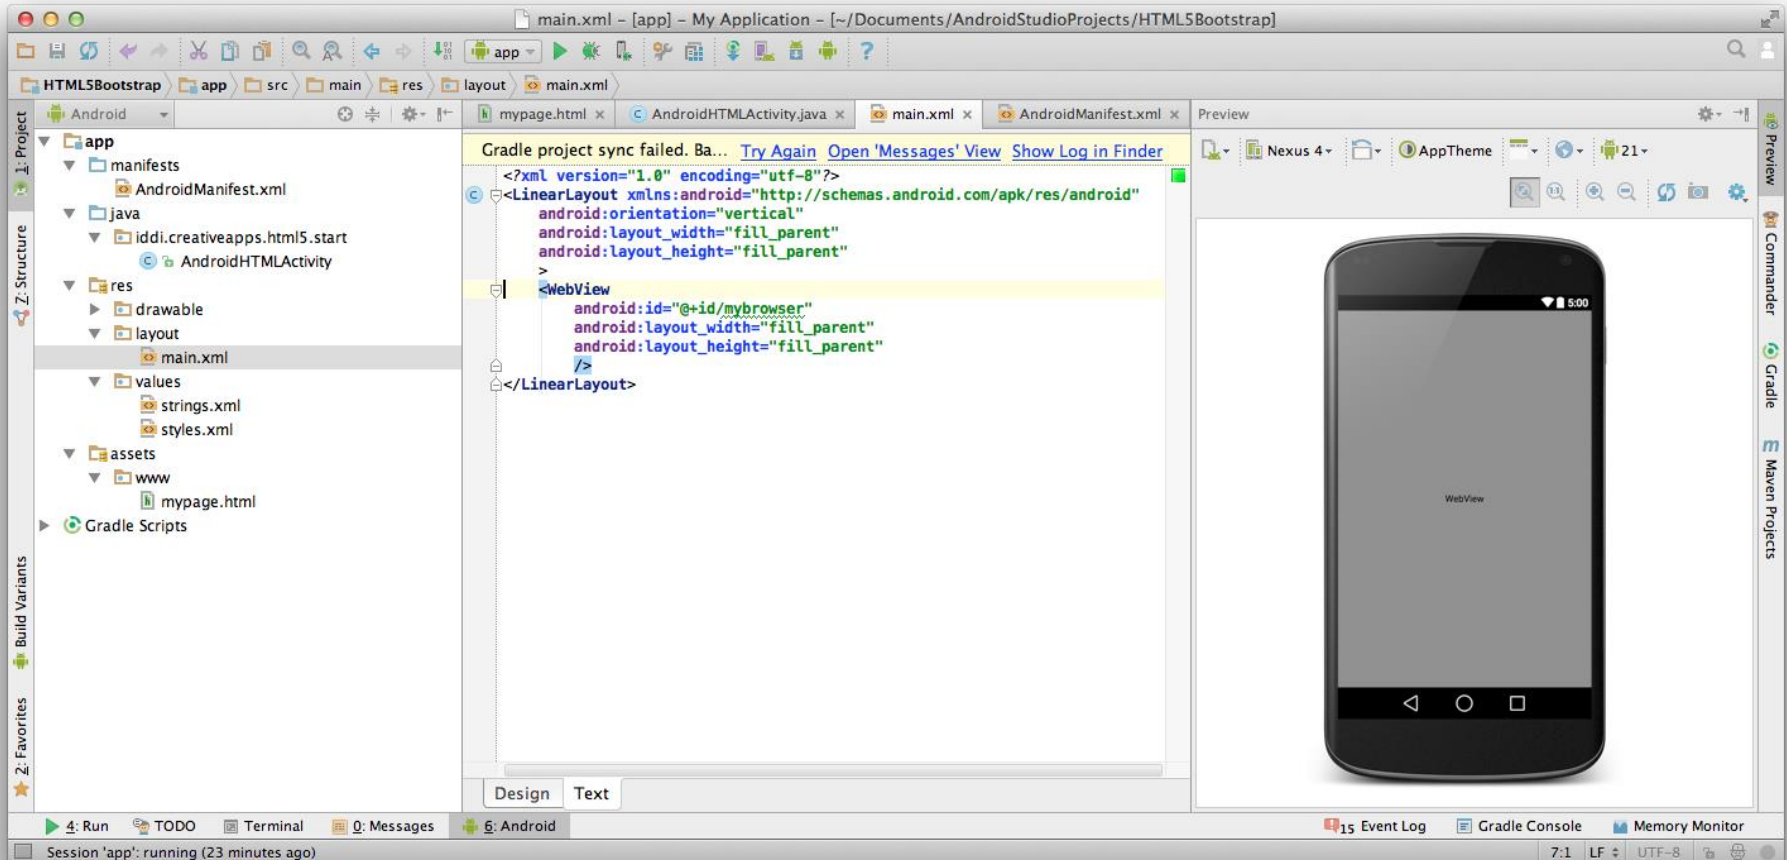 main.xml – [app] – My Application – [~/Documents/AndroidStudioProjects/HTML5Bootstrap]
app
HTML5Bootstrap app src main res layout main.xml
Android
mypage.html AndroidHTMLActivity.java main.xml AndroidManifest.xml
Preview
1: Project
Z: Structure
Build Variants
2: Favorites
app
manifests
AndroidManifest.xml
java
iddi.creativeapps.html5.start
AndroidHTMLActivity
res
drawable
layout
main.xml
values
strings.xml
styles.xml
assets
www
mypage.html
Gradle Scripts
Gradle project sync failed. Ba... Try Again Open 'Messages' View Show Log in Finder
<?xml version="1.0" encoding="utf-8"?>
<LinearLayout xmlns:android="http://schemas.android.com/apk/res/android"
android:orientation="vertical"
android:layout_width="fill_parent"
android:layout_height="fill_parent"
>
<WebView
android:id="@+id/mybrowser"
android:layout_width="fill_parent"
android:layout_height="fill_parent"
/>
</LinearLayout>
Design Text
Nexus 4 AppTheme 21
1:1
5:00
WebView
Preview
Commander
Gradle
Maven Projects
4: Run TODO Terminal 0: Messages 6: Android 15 Event Log Gradle Console Memory Monitor
Session 'app': running (23 minutes ago) 7:1 LF UTF-8